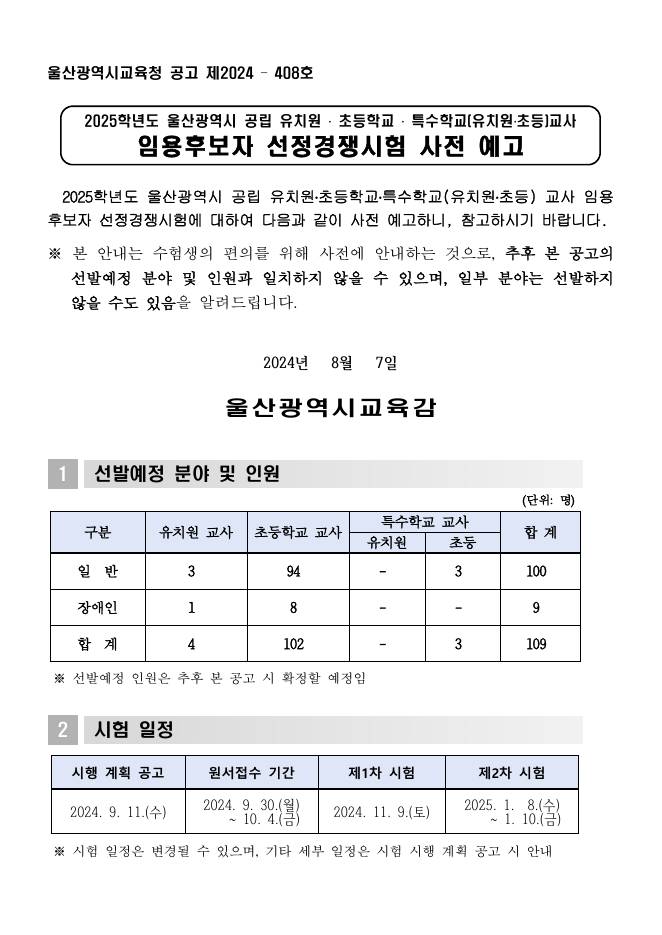 울산광역시교육청 공고 제2024 - 408호
2025학년도 울산광역시 공립 유치원 · 초등학교 · 특수학교(유치원·초등)교사
임용후보자 선정경쟁시험 사전 예고
2025학년도 울산광역시 공립 유치원·초등학교·특수학교(유치원·초등) 교사 임용
후보자 선정경쟁시험에 대하여 다음과 같이 사전 예고하니, 참고하시기 바랍니다.
※ 본 안내는 수험생의 편의를 위해 사전에 안내하는 것으로, 추후 본 공고의
선발예정 분야 및 인원과 일치하지 않을 수 있으며, 일부 분야는 선발하지
않을 수도 있음을 알려드립니다.
2024년 8월 7일
울산광역시교육감
1 선발예정 분야 및 인원
(단위: 명)
구분 유치원 교사 초등학교 교사 특수학교 교사 합 계
유치원 초등
일 반 3 94 - 3 100
장애인 1 8 - - 9
합 계 4 102 - 3 109
※ 선발예정 인원은 추후 본 공고 시 확정할 예정임
2 시험 일정
시행 계획 공고 원서접수 기간 제1차 시험 제2차 시험
2024. 9. 11.(수) 2024. 9. 30.(월) 2024. 11. 9.(토) 2025. 1. 8.(수)
~ 10. 4.(금) ~ 1. 10.(금)
※ 시험 일정은 변경될 수 있으며, 기타 세부 일정은 시험 시행 계획 공고 시 안내